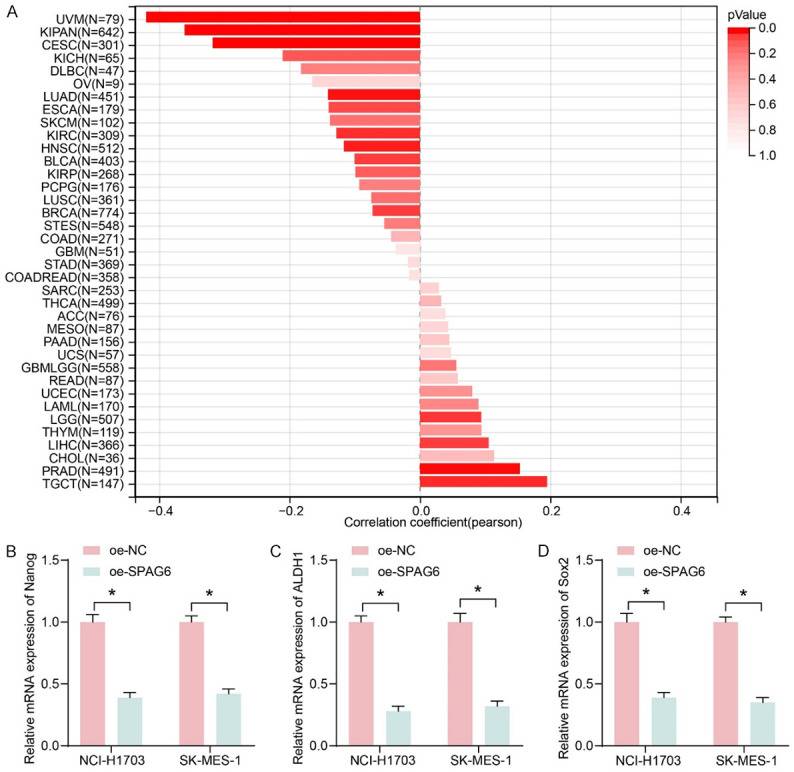 A
UVM(N=79)
KIPAN(N=642)
CESC(N=301)
KICH(N=65)
DLBC(N=47)
OV(N=9)
LUAD(N=451)
ESCA(N=179)
SKCM(N=102)
KIRC(N=309)
HNSC(N=512)
BLCA(N=403)
KIRP(N=268)
PCPG(N=176)
LUSC(N=361)
BRCA(N=774)
STES(N=548)
COAD(N=271)
GBM(N=51)
STAD(N=369)
COADREAD(N=358)
SARC(N=253)
THCA(N=499)
ACC(N=76)
MESO(N=87)
PAAD(N=156)
UCS(N=57)
GBMLGG(N=558)
READ(N=87)
UCEC(N=173)
LAML(N=170)
LGG(N=507)
THYM(N=119)
LIHC(N=366)
CHOL(N=36)
PRAD(N=491)
TGCT(N=147)
−0.4 −0.2 0.0 0.2 0.4
Correlation coefficient(pearson)
pValue
0.0
0.2
0.4
0.6
0.8
1.0
B
oe-NC
oe-SPAG6
Relative mRNA expression of Nanog
1.5
1.0
0.5
0.0
* *
NCI-H1703 SK-MES-1
C
oe-NC
oe-SPAG6
Relative mRNA expression of ALDH1
1.5
1.0
0.5
0.0
* *
NCI-H1703 SK-MES-1
D
oe-NC
oe-SPAG6
Relative mRNA expression of Sox2
1.5
1.0
0.5
0.0
* *
NCI-H1703 SK-MES-1